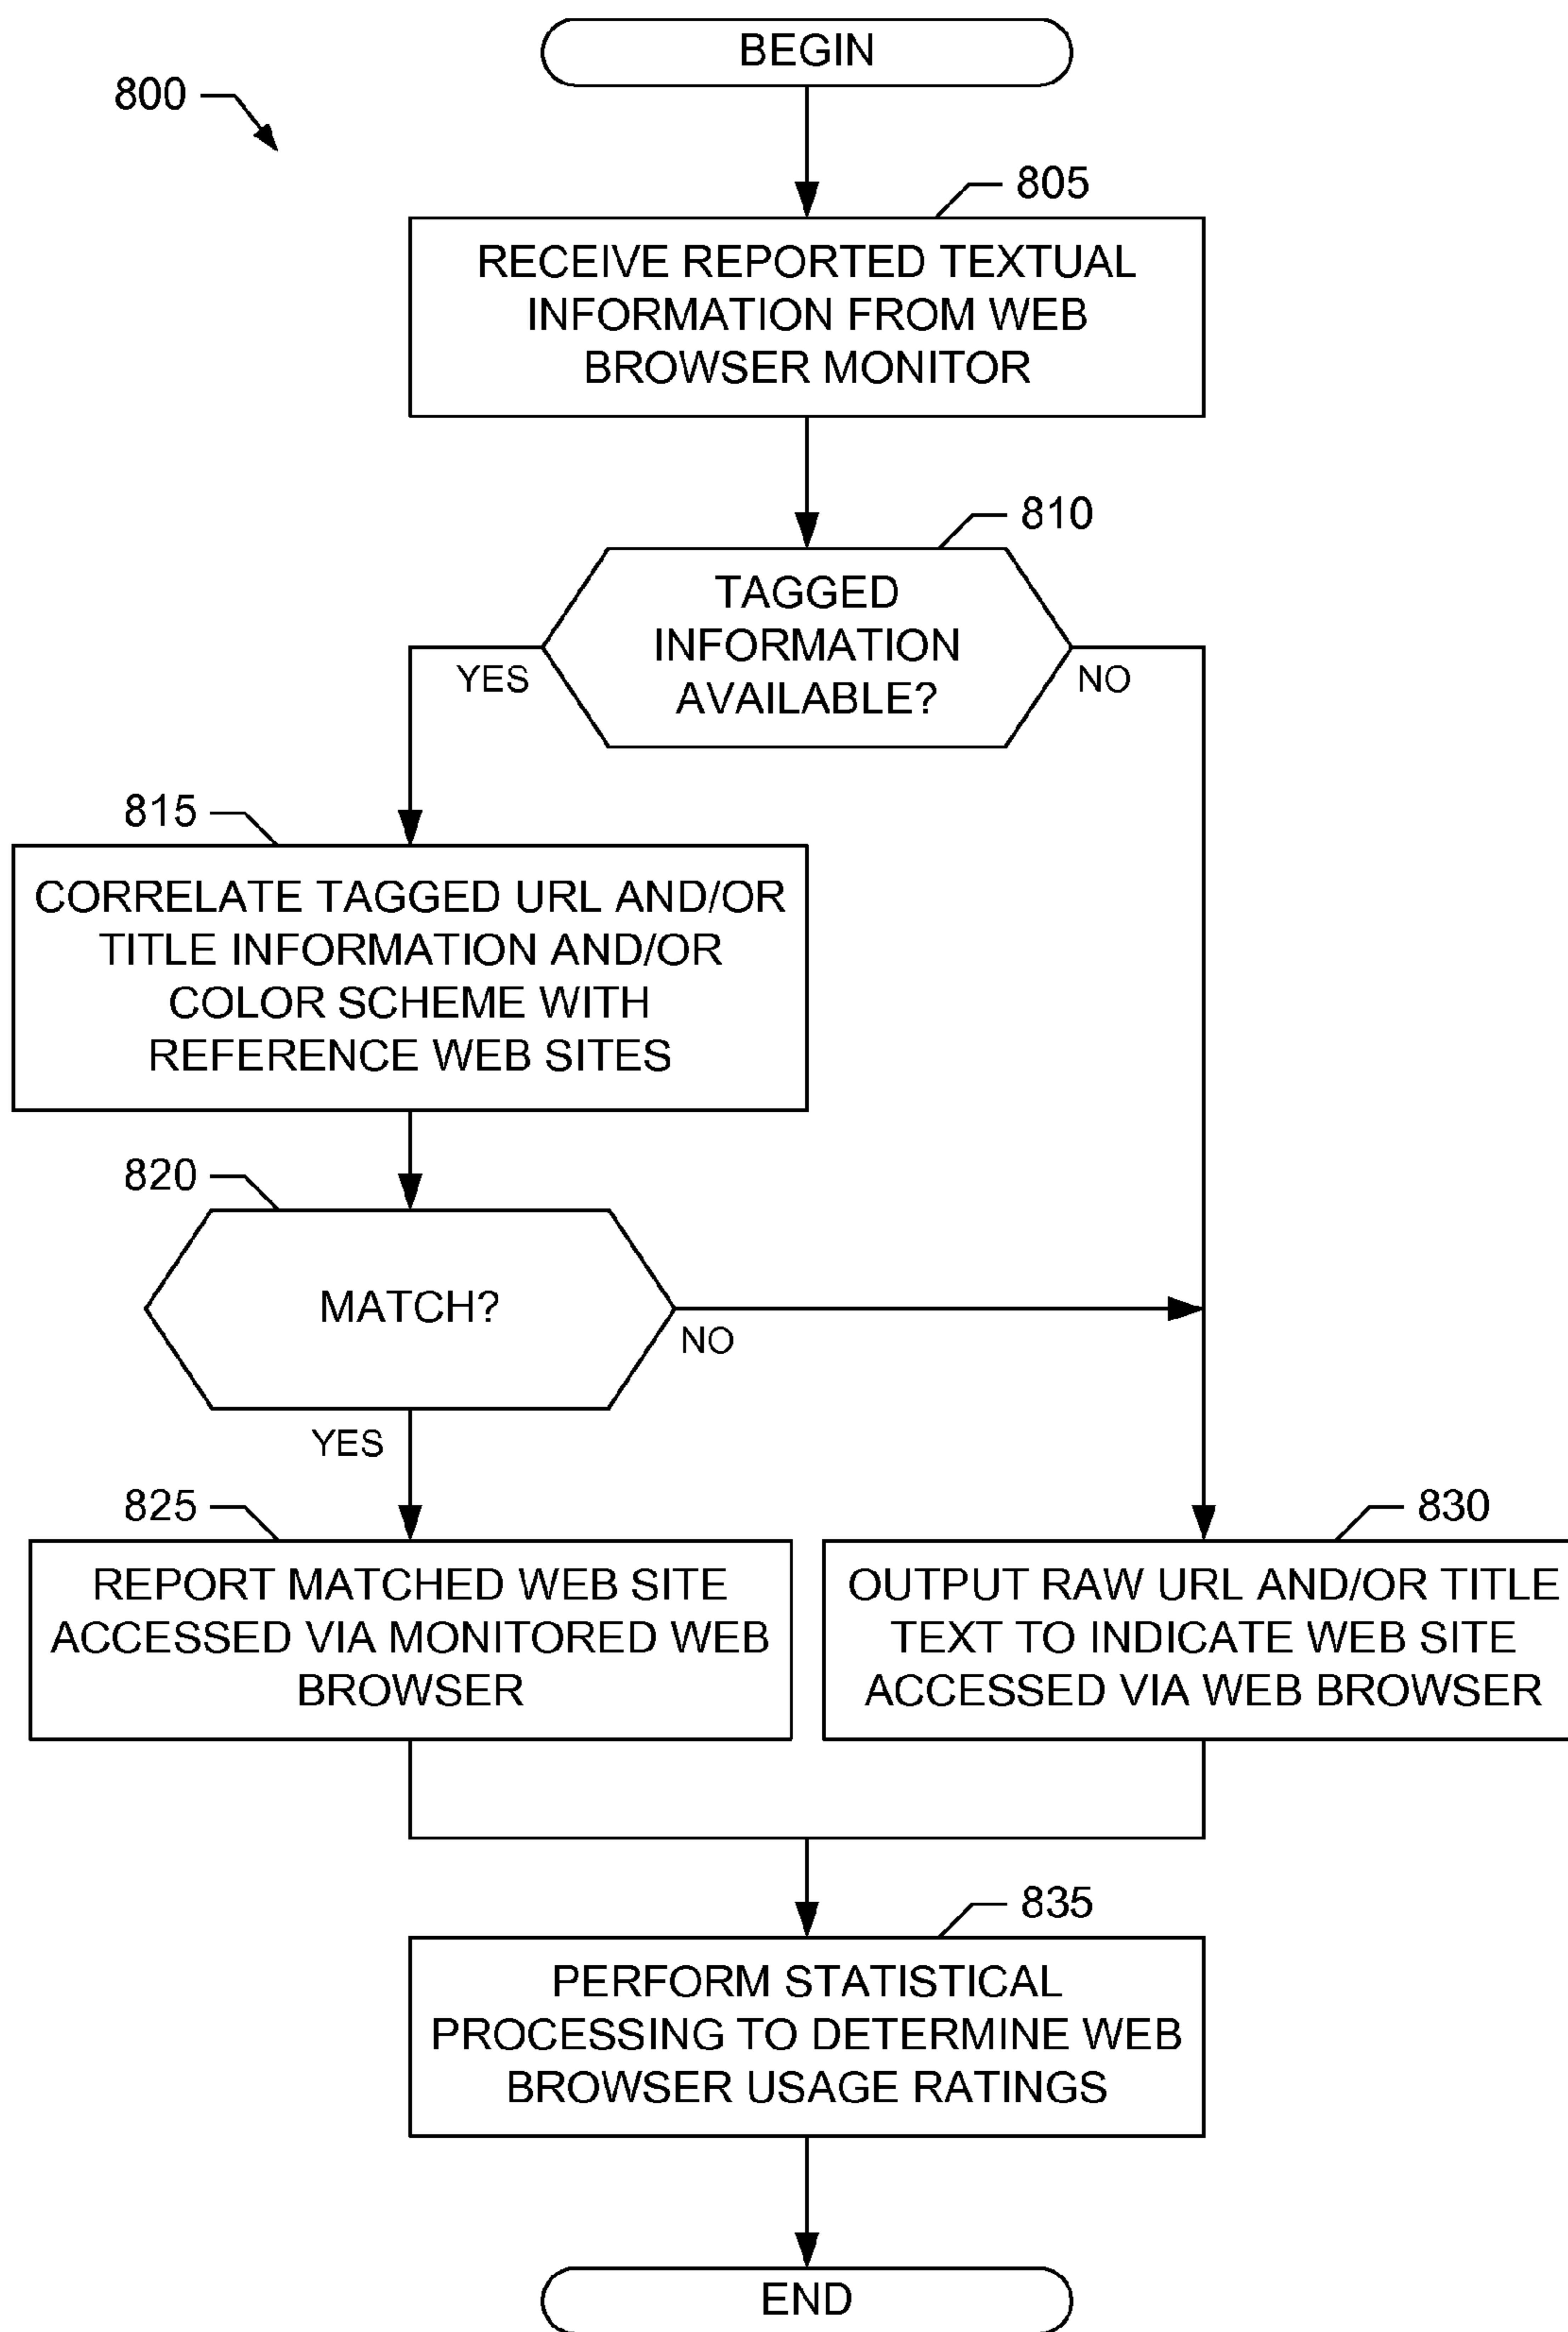 BEGIN
800
805
RECEIVE REPORTED TEXTUAL
INFORMATION FROM WEB
BROWSER MONITOR
810
TAGGED
INFORMATION
AVAILABLE?
YES
NO
815
CORRELATE TAGGED URL AND/OR
TITLE INFORMATION AND/OR
COLOR SCHEME WITH
REFERENCE WEB SITES
820
MATCH?
NO
YES
825
REPORT MATCHED WEB SITE
ACCESSED VIA MONITORED WEB
BROWSER
830
OUTPUT RAW URL AND/OR TITLE
TEXT TO INDICATE WEB SITE
ACCESSED VIA WEB BROWSER
835
PERFORM STATISTICAL
PROCESSING TO DETERMINE WEB
BROWSER USAGE RATINGS
END